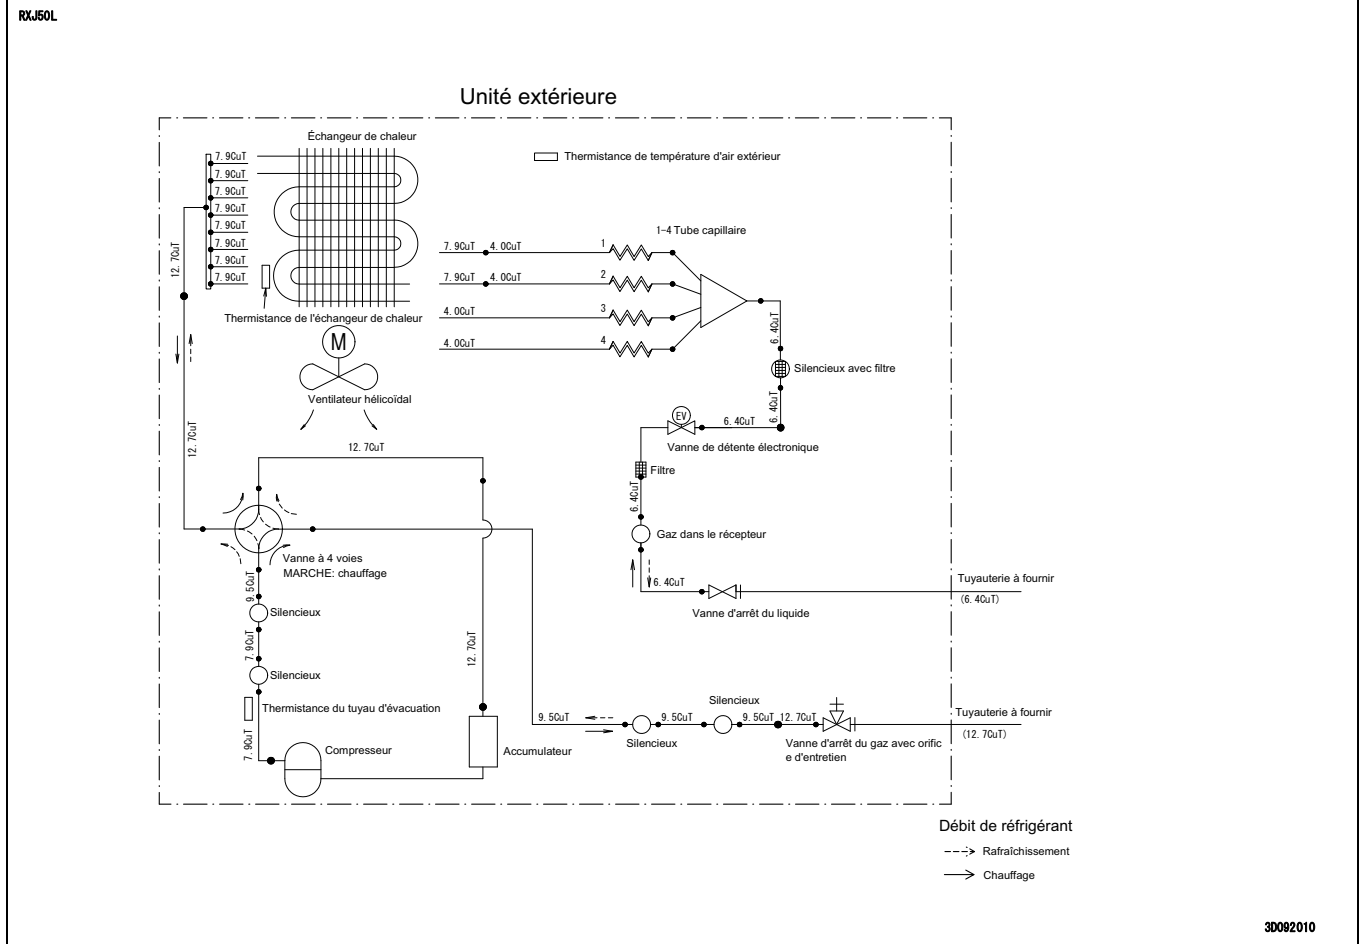 RXJ50L
Unité extérieure
Échangeur de chaleur
Thermistance de température d'air extérieur
7.9CuT
7.9CuT
7.9CuT
7.9CuT
7.9CuT
7.9CuT
7.9CuT
7.9CuT
12.7CuT
1-4 Tube capillaire
7.9CuT 4.0CuT 1
7.9CuT 4.0CuT 2
4.0CuT 3
4.0CuT 4
Thermistance de l'échangeur de chaleur
M
Ventilateur hélicoïdal
6.4CuT
Silencieux avec filtre
6.4CuT
EV
6.4CuT
Vanne de détente électronique
12.7CuT
12.7CuT
Filtre
6.4CuT
Gaz dans le récepteur
Vanne à 4 voies
MARCHE: chauffage
9.5CuT
Silencieux
7.9CuT
Silencieux
12.7CuT
6.4CuT
Vanne d'arrêt du liquide
Tuyauterie à fournir
(6.4CuT)
Thermistance du tuyau d'évacuation
7.9CuT
Compresseur
Accumulateur
9.5CuT
Silencieux
9.5CuT
Silencieux
9.5CuT
12.7CuT
Vanne d'arrêt du gaz avec orific
e d'entretien
Tuyauterie à fournir
(12.7CuT)
Débit de réfrigérant
Rafraîchissement
Chauffage
3D092010